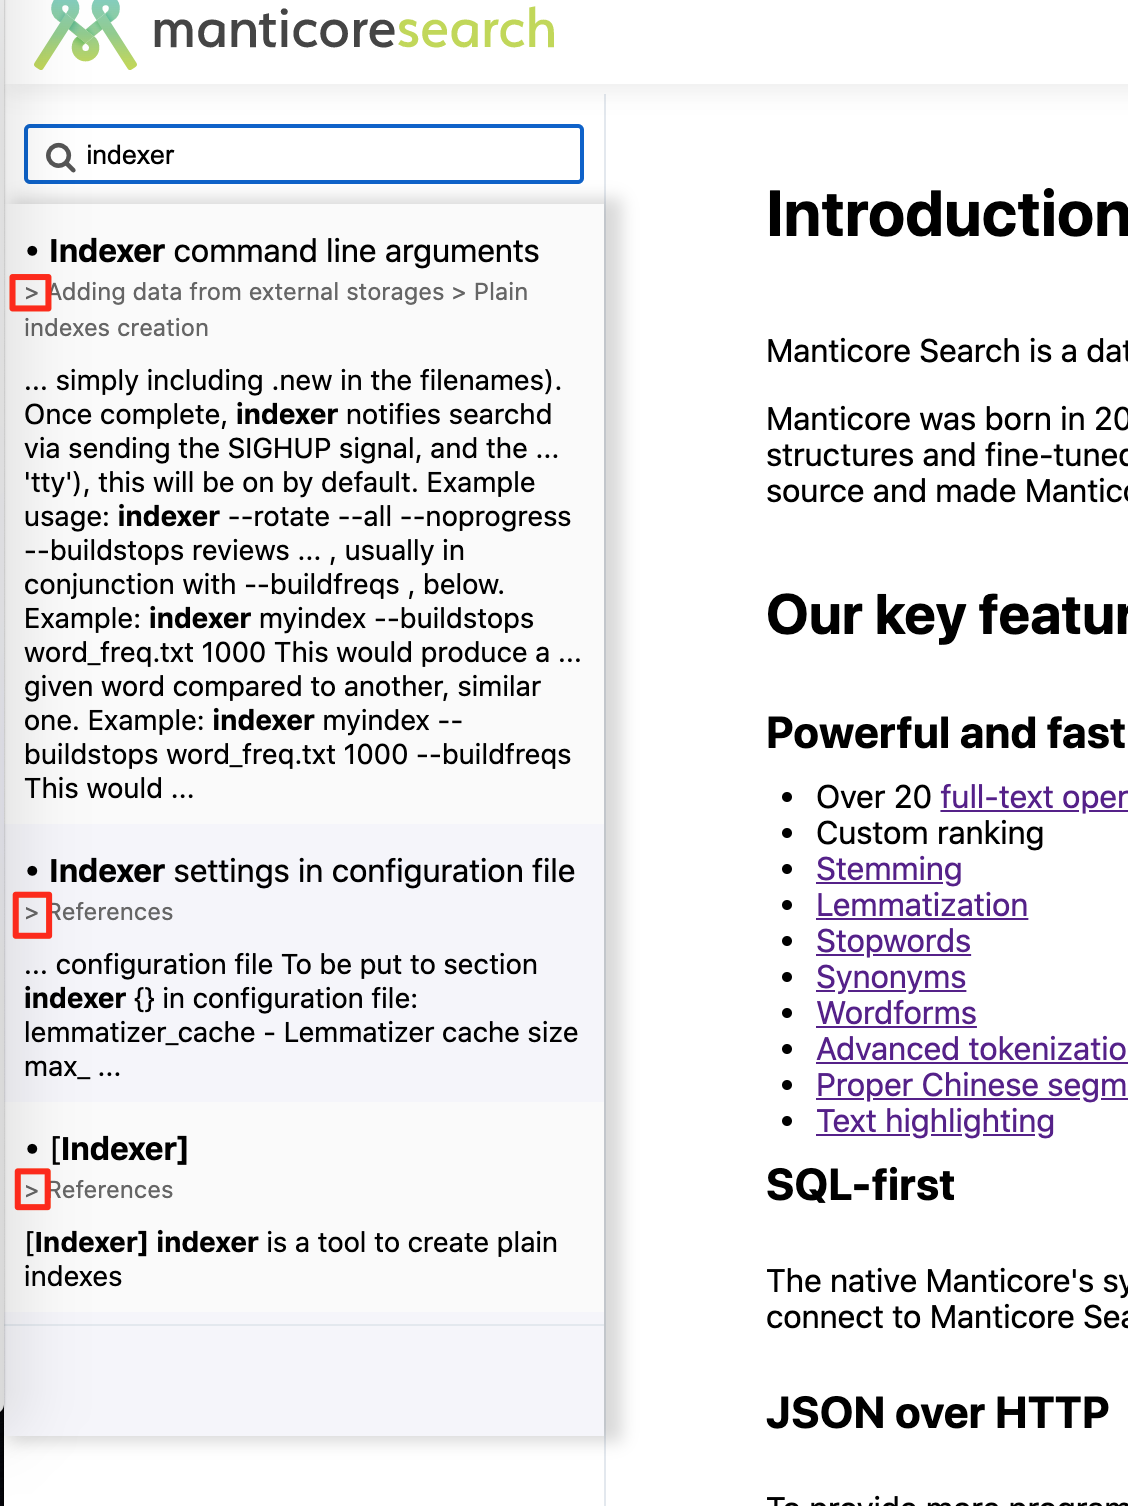 manticoresearch
indexer
• Indexer command line arguments
> Adding data from external storages > Plain
indexes creation
... simply including .new in the filenames).
Once complete, indexer notifies searchd
via sending the SIGHUP signal, and the ...
'tty'), this will be on by default. Example
usage: indexer --rotate --all --noprogress
--buildstops reviews ... , usually in
conjunction with --buildfreqs , below.
Example: indexer myindex --buildstops
word_freq.txt 1000 This would produce a ...
given word compared to another, similar
one. Example: indexer myindex --
buildstops word_freq.txt 1000 --buildfreqs
This would ...
• Indexer settings in configuration file
> References
... configuration file To be put to section
indexer {} in configuration file:
lemmatizer_cache - Lemmatizer cache size
max_ ...
• [Indexer]
> References
[Indexer] indexer is a tool to create plain
indexes
Introduction
Manticore Search is a dat
Manticore was born in 20
structures and fine-tuned
source and made Mantico
Our key featur
Powerful and fast
• Over 20 full-text oper
• Custom ranking
• Stemming
• Lemmatization
• Stopwords
• Synonyms
• Wordforms
• Advanced tokenizatio
• Proper Chinese segm
• Text highlighting
SQL-first
The native Manticore's sy
connect to Manticore Sea
JSON over HTTP
To provide more program